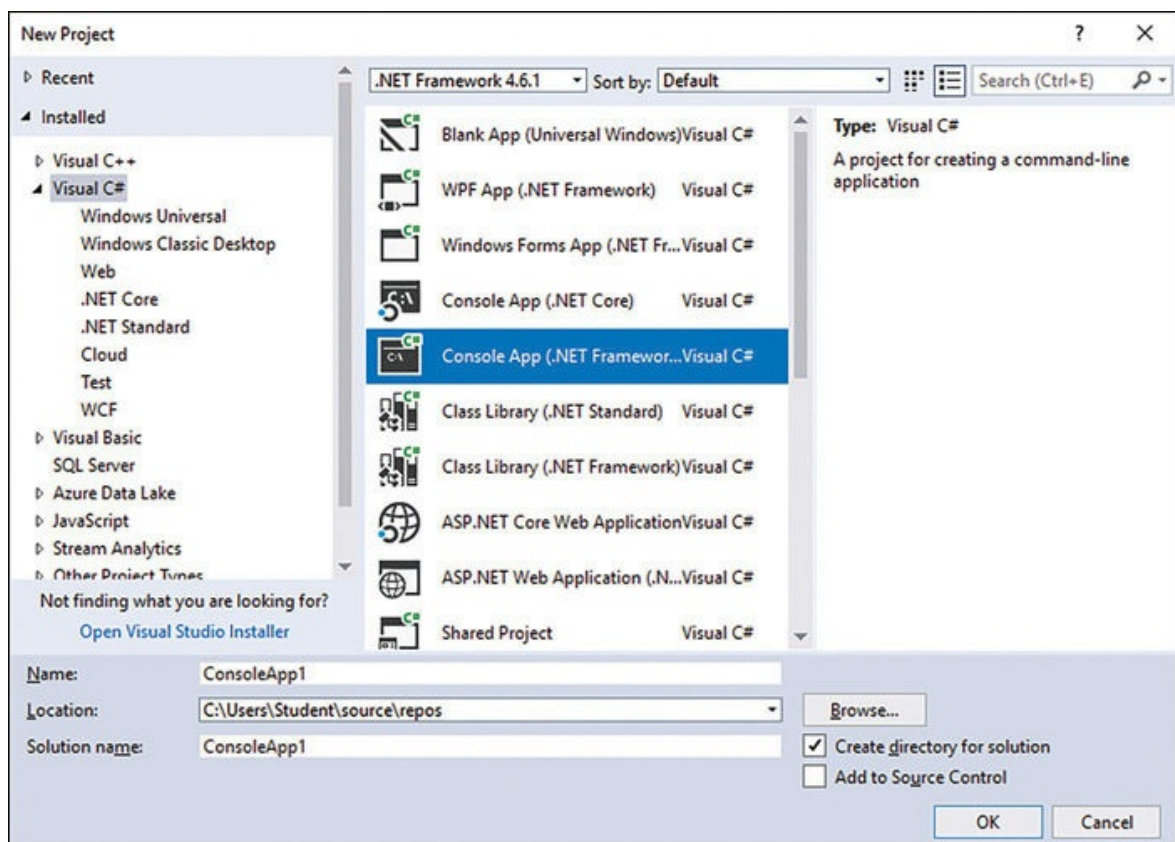 New Project
? ×
Recent
Installed
Visual C++
Visual C#
Windows Universal
Windows Classic Desktop
Web
.NET Core
.NET Standard
Cloud
Test
WCF
Visual Basic
SQL Server
Azure Data Lake
JavaScript
Stream Analytics
Other Project Types
Not finding what you are looking for?
Open Visual Studio Installer
.NET Framework 4.6.1 Sort by: Default Search (Ctrl+E)
Blank App (Universal Windows) Visual C#
WPF App (.NET Framework) Visual C#
Windows Forms App (.NET Fr... Visual C#
Console App (.NET Core) Visual C#
Console App (.NET Framewor... Visual C#
Class Library (.NET Standard) Visual C#
Class Library (.NET Framework) Visual C#
ASP.NET Core Web Application Visual C#
ASP.NET Web Application (.N... Visual C#
Shared Project Visual C#
Type: Visual C#
A project for creating a command-line
application
Name: ConsoleApp1
Location: C:\Users\Student\source\repos Browse...
Solution name: ConsoleApp1
Create directory for solution
Add to Source Control
OK Cancel